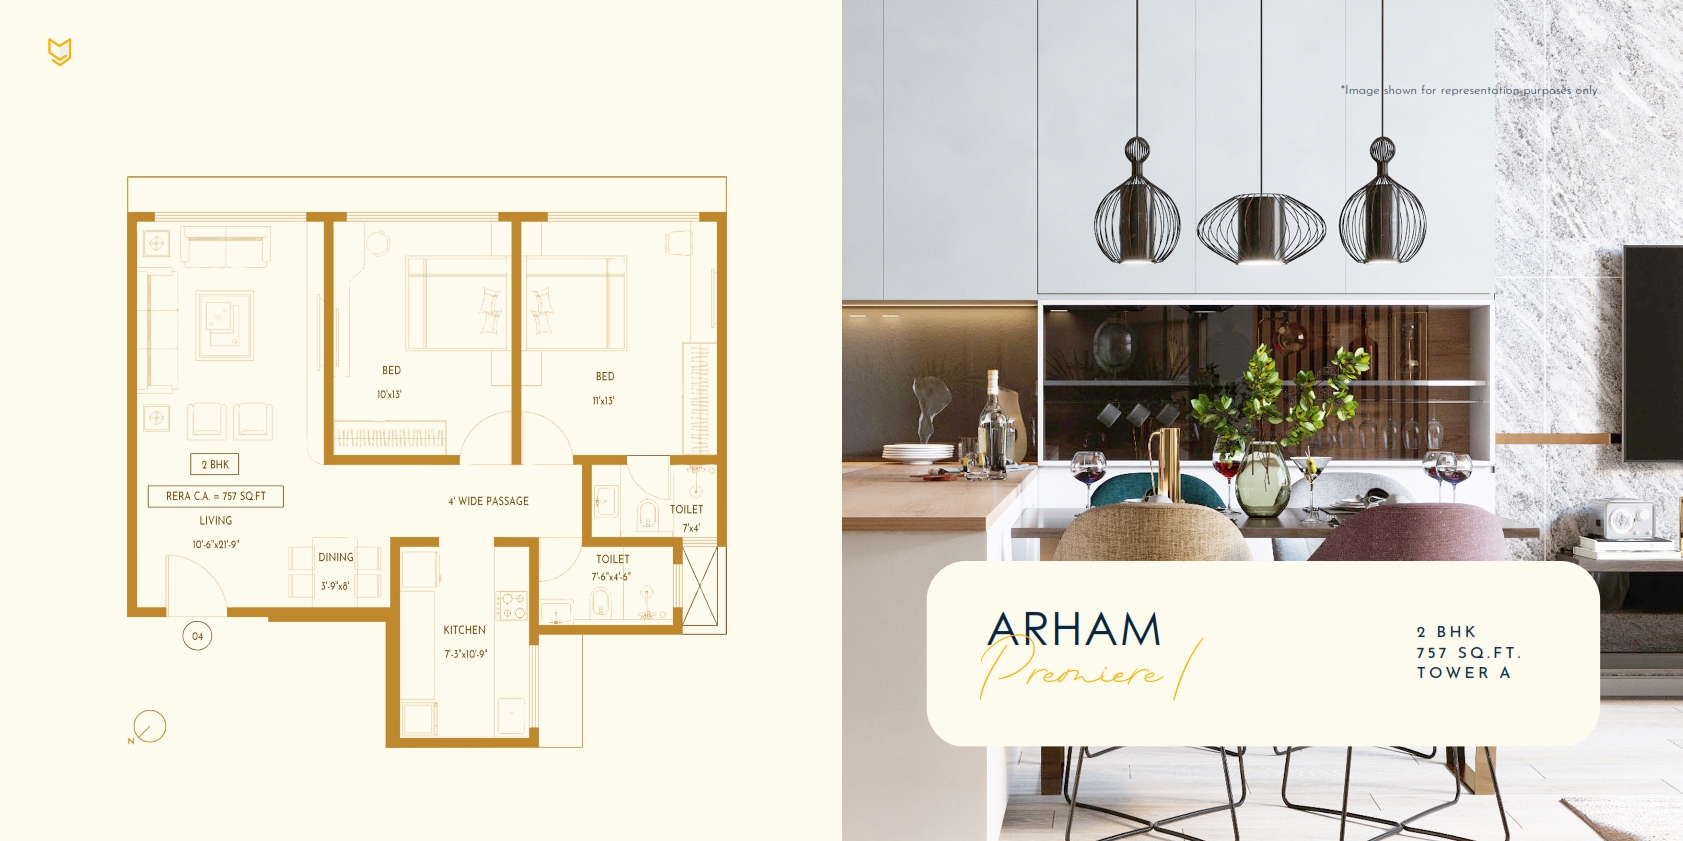 *Image shown for representation purposes only
BED
10'x13'
BED
11'x13'
2 BHK
RERA C.A. = 757 SQ.FT
LIVING
10'-6"x21'-9"
4' WIDE PASSAGE
TOILET
7'x4'
DINING
3'-9"x8'
TOILET
7'-6"x4'-6"
KITCHEN
7'-3"x10'-9"
04
N
ARHAM
Premiere 1
2 BHK
757 SQ.FT.
TOWER A